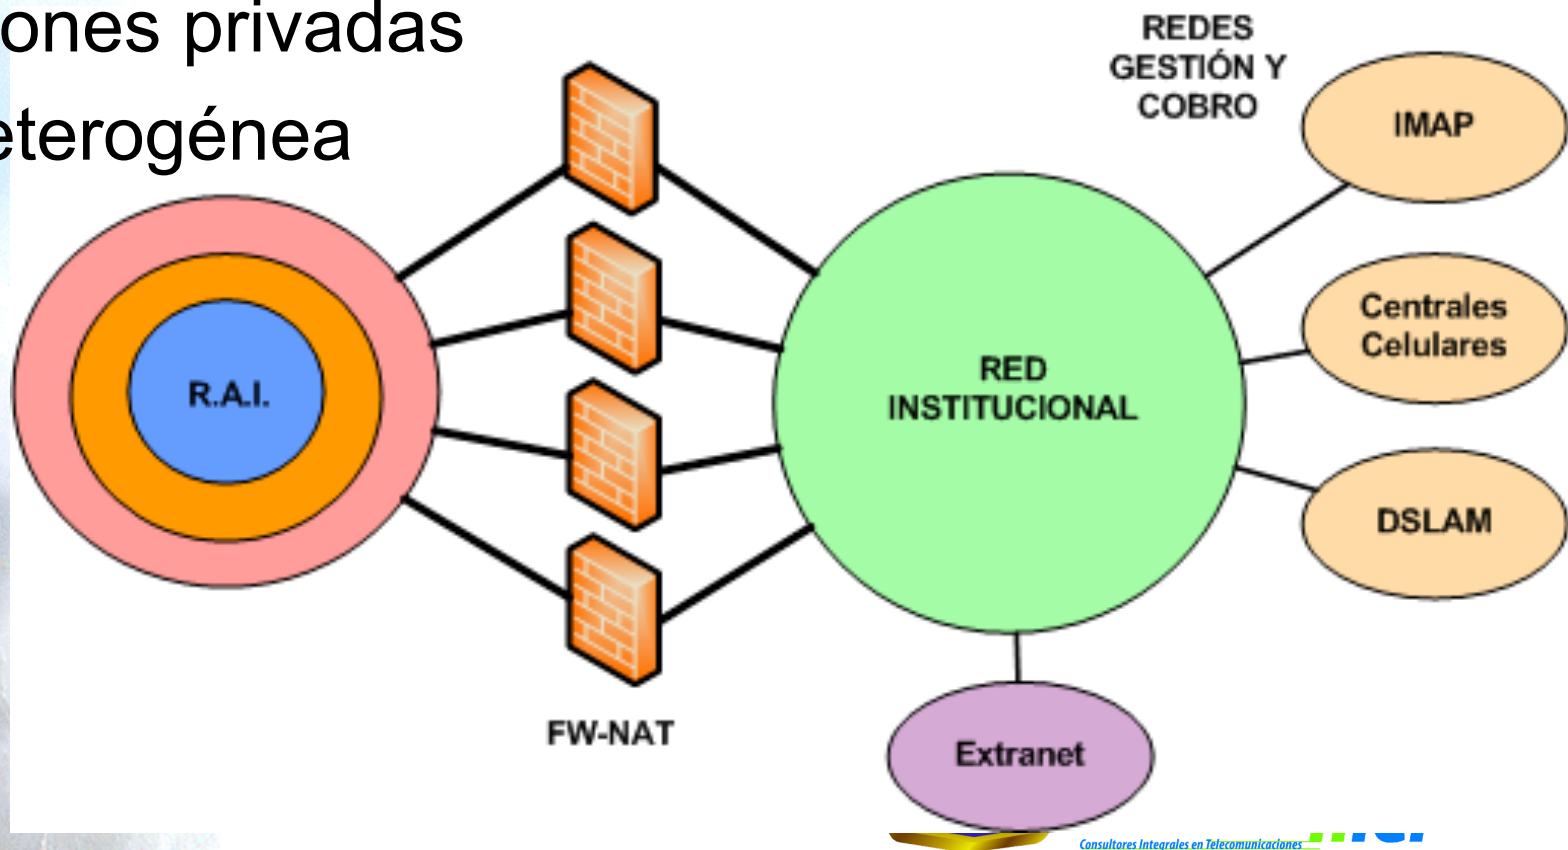 ones privadas
eterogénea
REDES
GESTIÓN Y
COBRO
IMAP
Centrales
Celulares
R.A.I.
RED
INSTITUCIONAL
DSLAM
FW-NAT
Extranet
Consultores Integrales en Telecomunicaciones